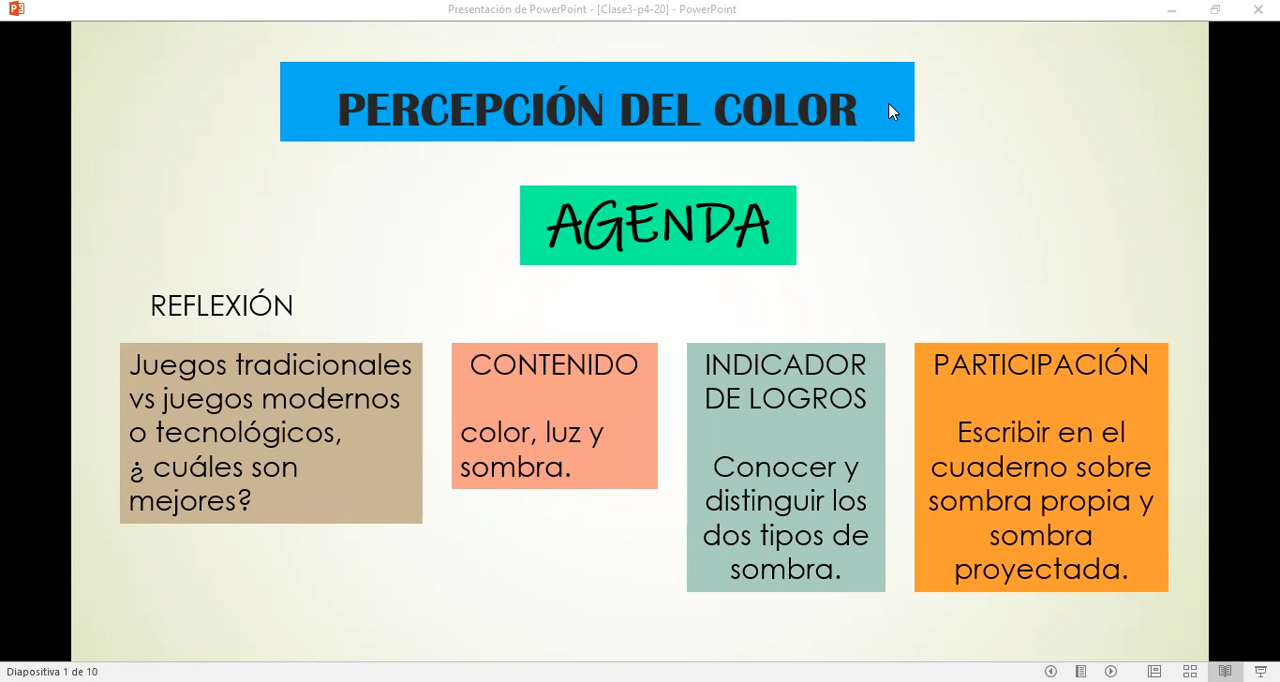 Presentación de PowerPoint - [Clase3-p4-20] - PowerPoint
PERCEPCIÓN DEL COLOR
AGENDA
REFLEXIÓN
Juegos tradicionales
vs juegos modernos
o tecnológicos,
¿ cuáles son
mejores?
CONTENIDO
color, luz y
sombra.
INDICADOR
DE LOGROS
Conocer y
distinguir los
dos tipos de
sombra.
PARTICIPACIÓN
Escribir en el
cuaderno sobre
sombra propia y
sombra
proyectada.
Diapositiva 1 de 10